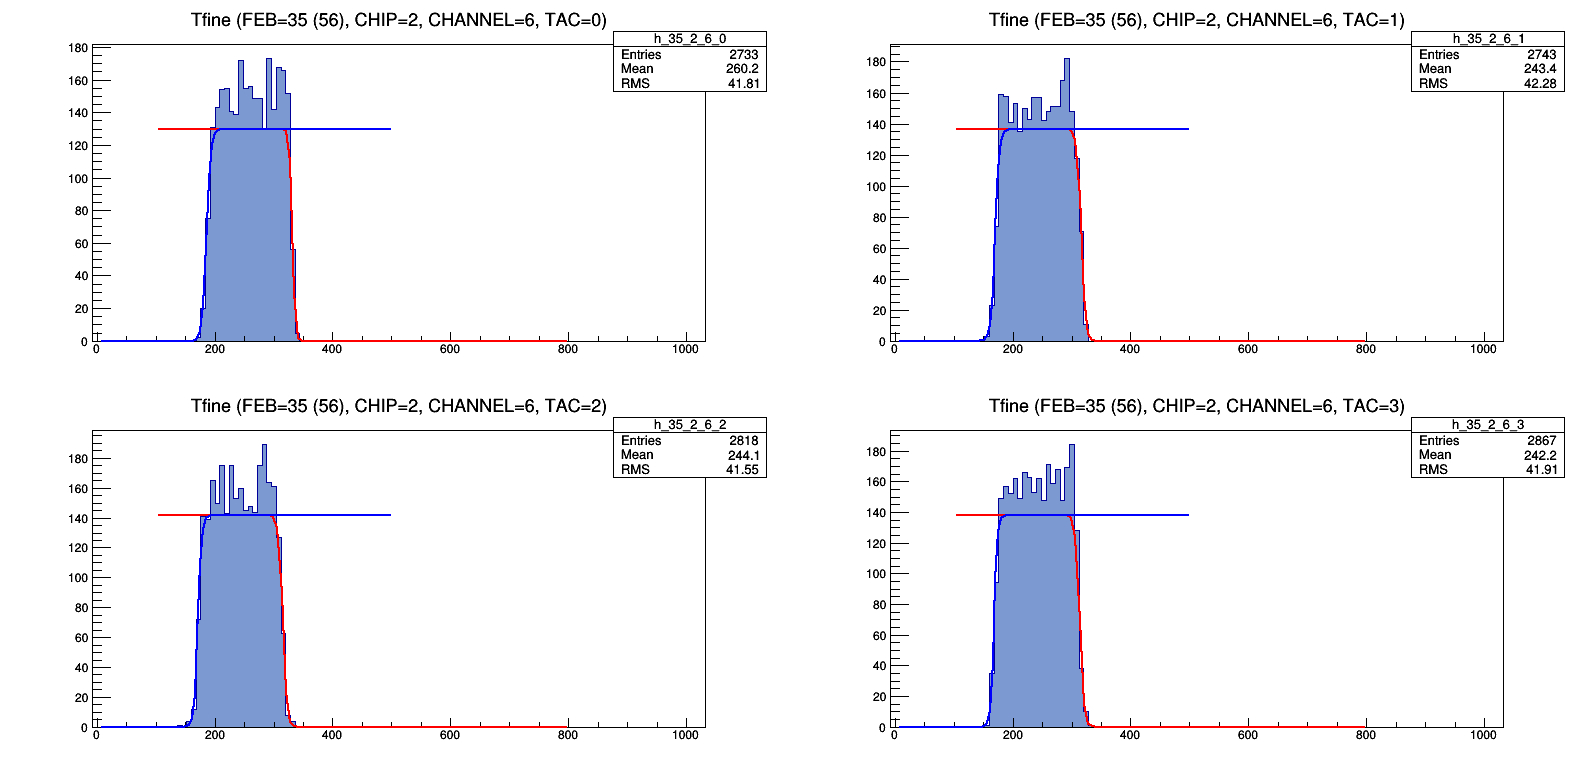 Tfine (FEB=35 (56), CHIP=2, CHANNEL=6, TAC=0)
h_35_2_6_0
Entries 2733
Mean 260.2
RMS 41.81
180
160
140
120
100
80
60
40
20
0
0 200 400 600 800 1000
Tfine (FEB=35 (56), CHIP=2, CHANNEL=6, TAC=1)
h_35_2_6_1
Entries 2743
Mean 243.4
RMS 42.28
180
160
140
120
100
80
60
40
20
0
0 200 400 600 800 1000
Tfine (FEB=35 (56), CHIP=2, CHANNEL=6, TAC=2)
h_35_2_6_2
Entries 2818
Mean 244.1
RMS 41.55
180
160
140
120
100
80
60
40
20
0
0 200 400 600 800 1000
Tfine (FEB=35 (56), CHIP=2, CHANNEL=6, TAC=3)
h_35_2_6_3
Entries 2867
Mean 242.2
RMS 41.91
180
160
140
120
100
80
60
40
20
0
0 200 400 600 800 1000